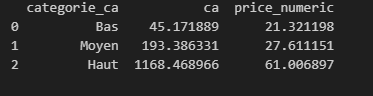 categorie_ca ca price_numeric
0 Bas 45.171889 21.321198
1 Moyen 193.386331 27.611151
2 Haut 1168.468966 61.006897